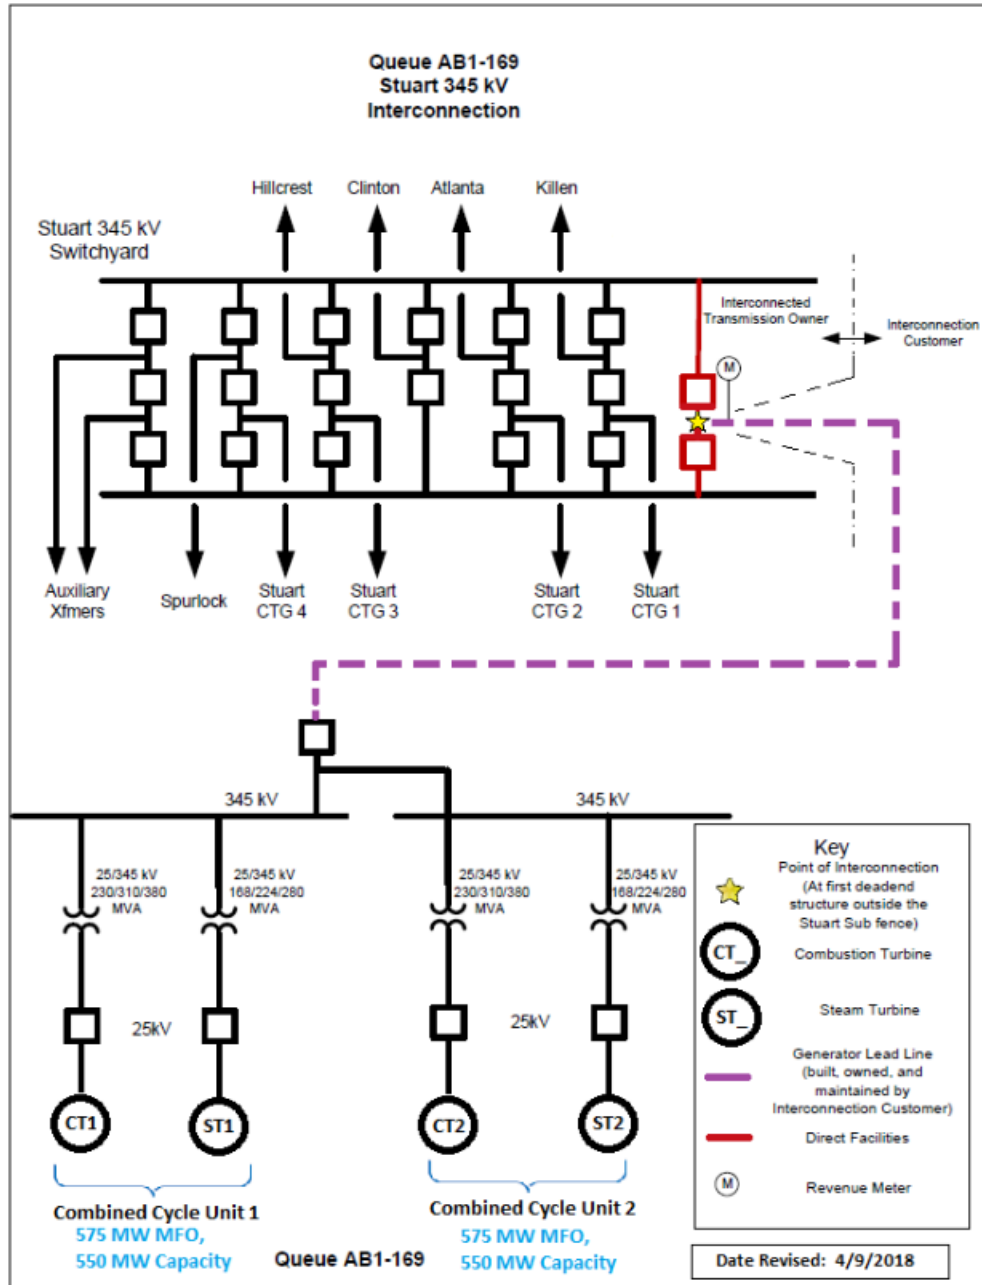 Queue AB1-169
Stuart 345 kV
Interconnection
Hillcrest
Clinton
Atlanta
Killen
Stuart 345 kV
Switchyard
Interconnected
Transmission Owner
Interconnection
Customer
M
Auxiliary
Xfmers
Spurlock
Stuart
CTG 4
Stuart
CTG 3
Stuart
CTG 2
Stuart
CTG 1
345 kV
345 kV
25/345 kV
230/310/380
MVA
25/345 kV
168/224/280
MVA
25/345 kV
230/310/380
MVA
25/345 kV
168/224/280
MVA
25kV
25kV
CT1
ST1
CT2
ST2
Combined Cycle Unit 1
575 MW MFO,
550 MW Capacity
Combined Cycle Unit 2
575 MW MFO,
550 MW Capacity
Queue AB1-169
Key
Point of Interconnection
(At first deadend
structure outside the
Stuart Sub fence)
CT_
Combustion Turbine
ST_
Steam Turbine
Generator Lead Line
(built, owned, and
maintained by
Interconnection Customer)
Direct Facilities
M
Revenue Meter
Date Revised: 4/9/2018